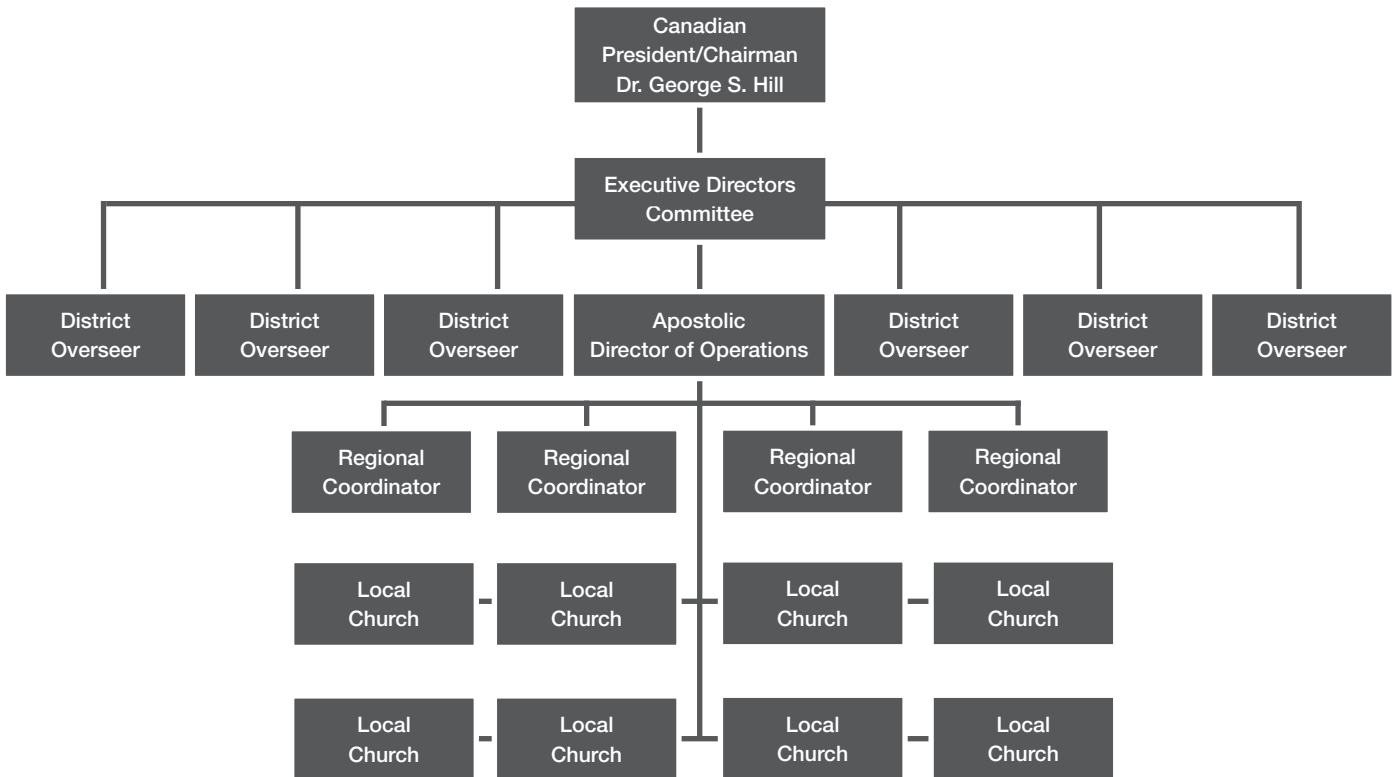 Canadian
President/Chairman
Dr. George S. Hill
Executive Directors
Committee
District
Overseer
District
Overseer
District
Overseer
Apostolic
Director of Operations
District
Overseer
District
Overseer
District
Overseer
Regional
Coordinator
Regional
Coordinator
Regional
Coordinator
Regional
Coordinator
Local
Church
Local
Church
Local
Church
Local
Church
Local
Church
Local
Church
Local
Church
Local
Church